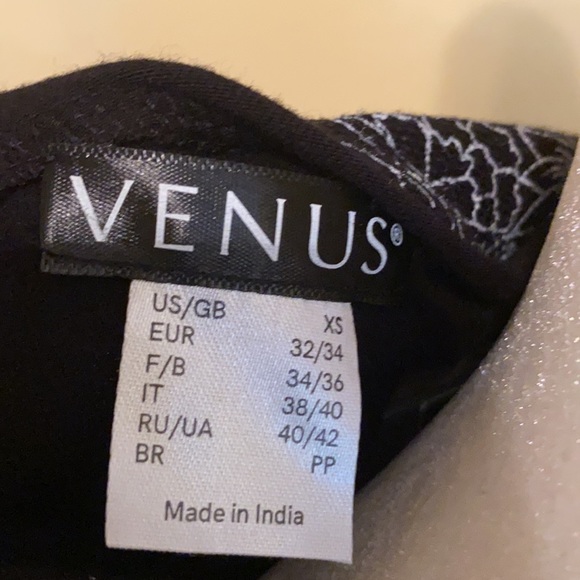 VENUS®
US/GB XS
EUR 32/34
F/B 34/36
IT 38/40
RU/UA 40/42
BR PP
Made in India